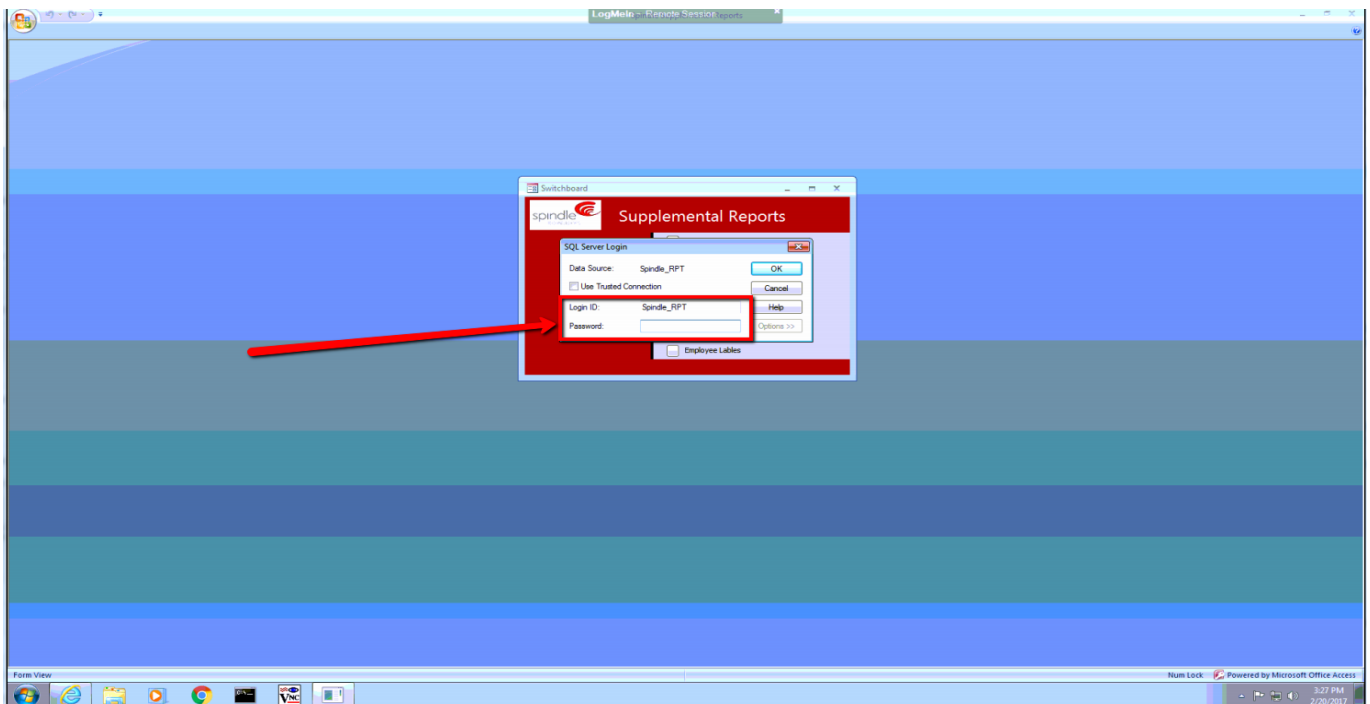 LogMeIn - Remote Session
Switchboard
spindle
Supplemental Reports
SQL Server Login
Data Source: Spindle_RPT
OK
Use Trusted Connection
Cancel
Login ID: Spindle_RPT
Help
Password:
Options >>
Employee Lables
Form View
Num Lock
Powered by Microsoft Office Access
VNC
3:27 PM
2/20/2017